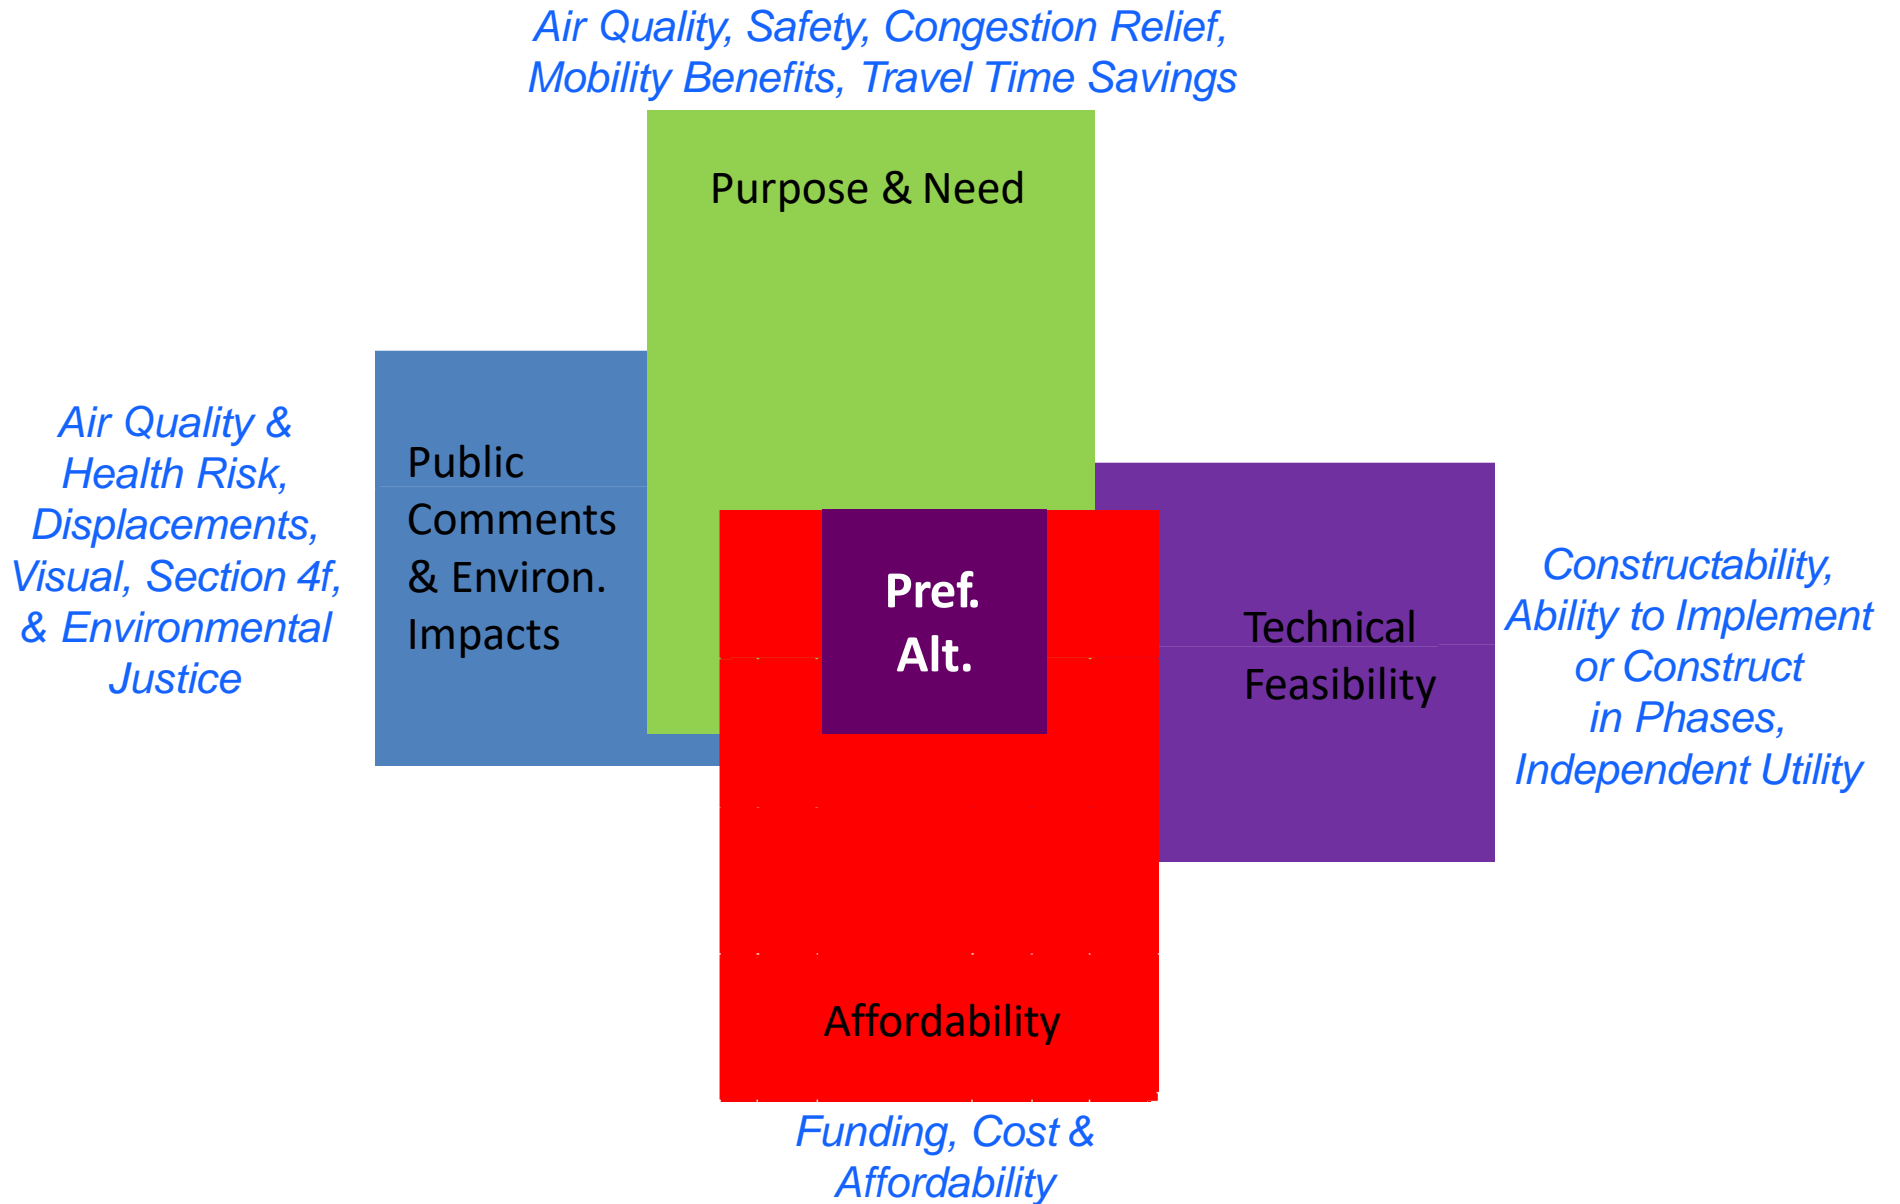 Air Quality, Safety, Congestion Relief,
Mobility Benefits, Travel Time Savings
Purpose & Need
Air Quality &
Health Risk,
Displacements,
Visual, Section 4f,
& Environmental
Justice
Public
Comments
& Environ.
Impacts
Pref.
Alt.
Technical
Feasibility
Constructability,
Ability to Implement
or Construct
in Phases,
Independent Utility
Affordability
Funding, Cost &
Affordability